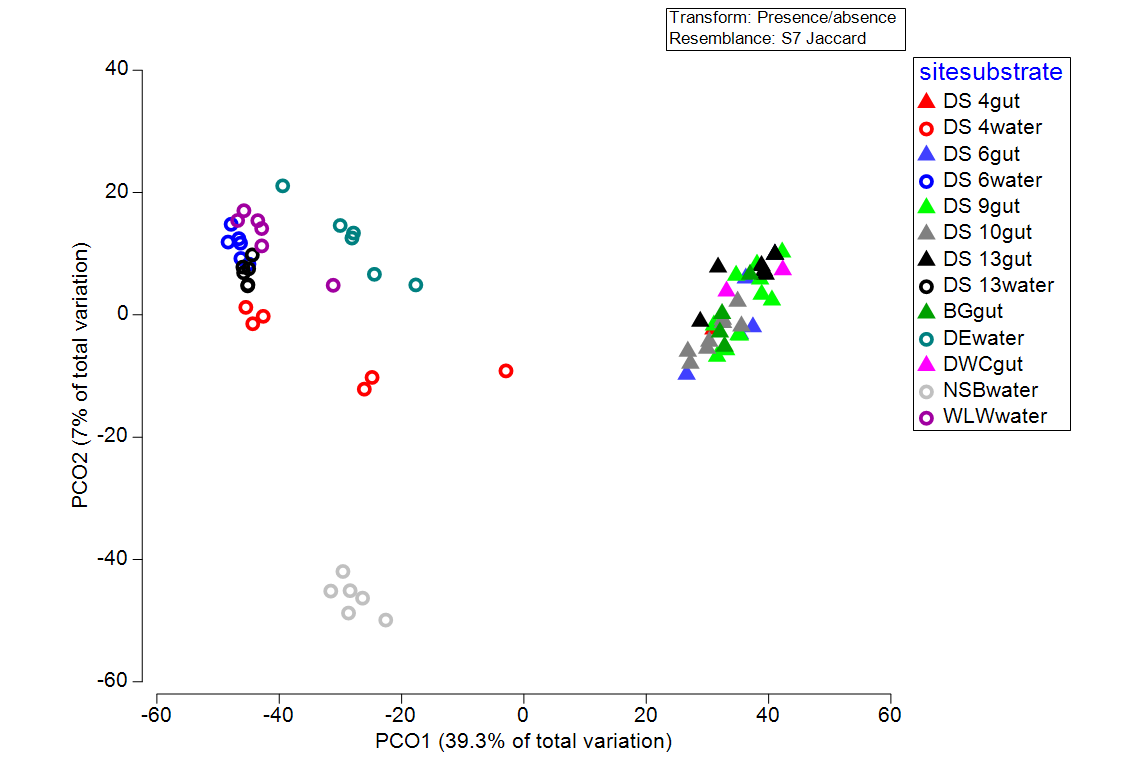 Transform: Presence/absence
Resemblance: S7 Jaccard
sitesubstrate
DS 4gut
DS 4water
DS 6gut
DS 6water
DS 9gut
DS 10gut
DS 13gut
DS 13water
BGgut
DEwater
DWCgut
NSBwater
WLWwater
40
20
0
-20
-40
-60
PCO2 (7% of total variation)
-60
-40
-20
0
20
40
60
PCO1 (39.3% of total variation)